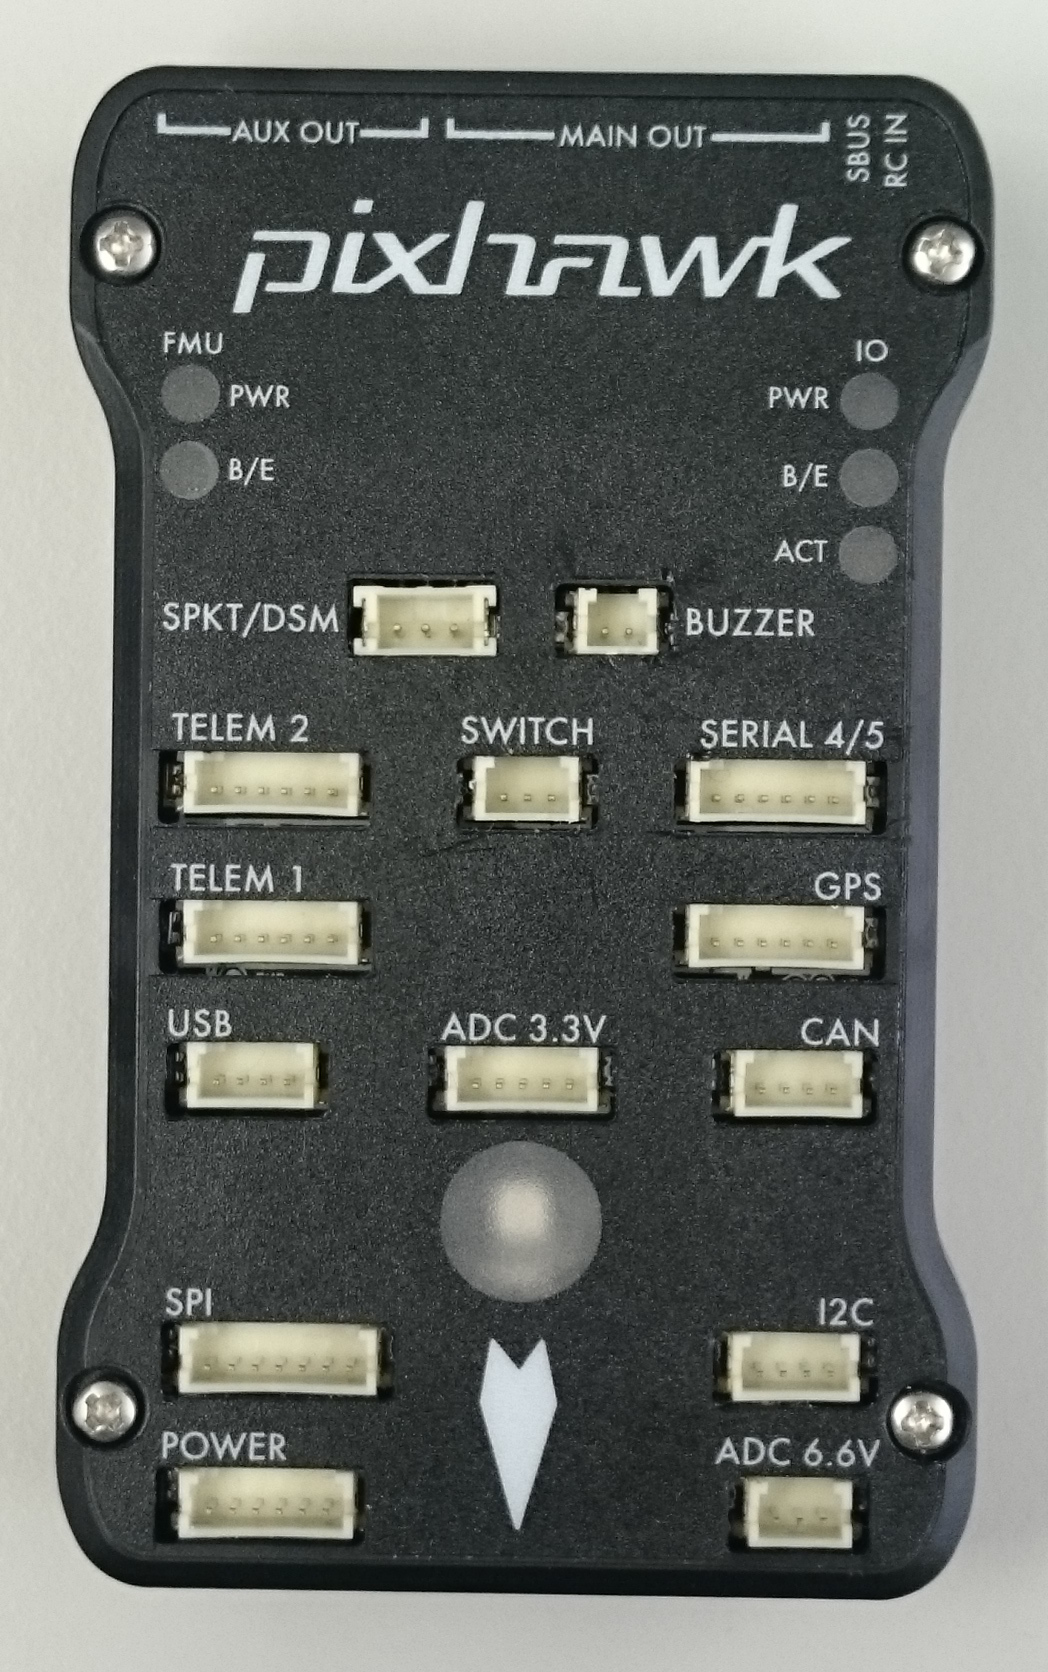 AUX OUT MAIN OUT
SBUS
RC IN
pixhawk
FMU
IO
PWR
PWR
B/E
B/E
ACT
SPKT/DSM
BUZZER
TELEM 2
SWITCH
SERIAL 4/5
TELEM 1
GPS
USB
ADC 3.3V
CAN
SPI
I2C
POWER
ADC 6.6V